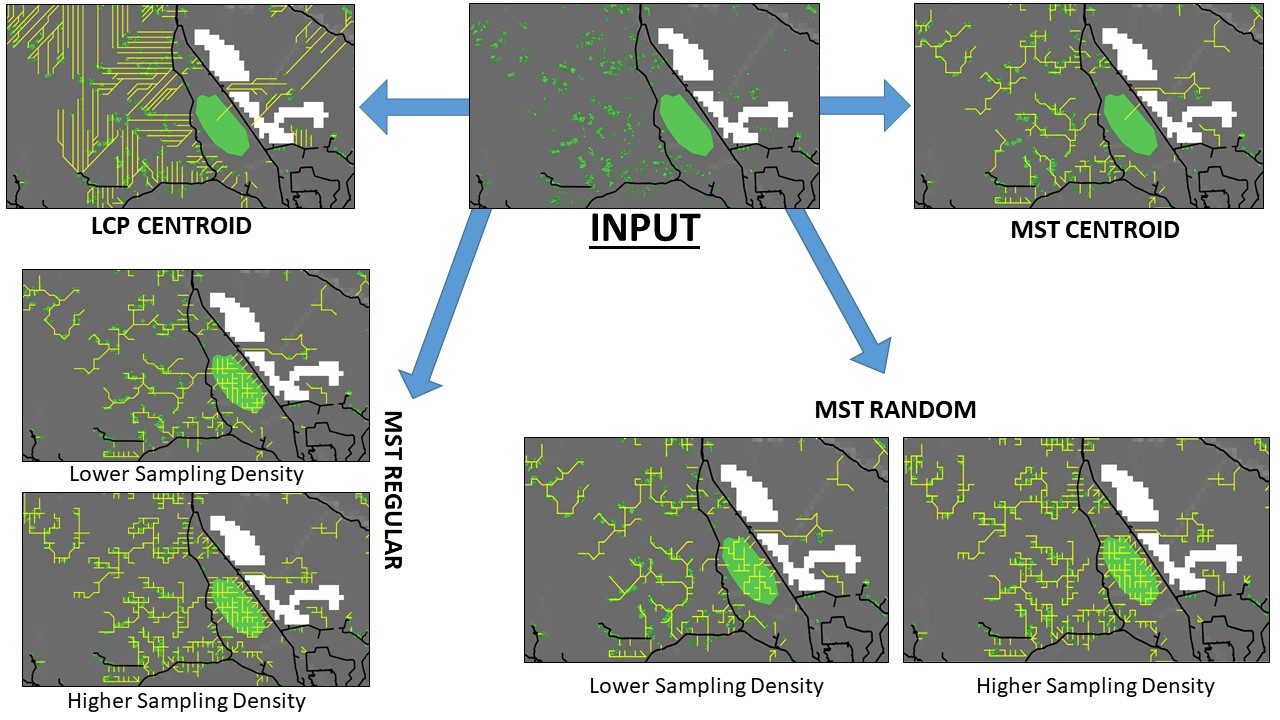 LCP CENTROID
INPUT
MST CENTROID
MST REGULAR
Lower Sampling Density
Higher Sampling Density
MST RANDOM
Lower Sampling Density
Higher Sampling Density